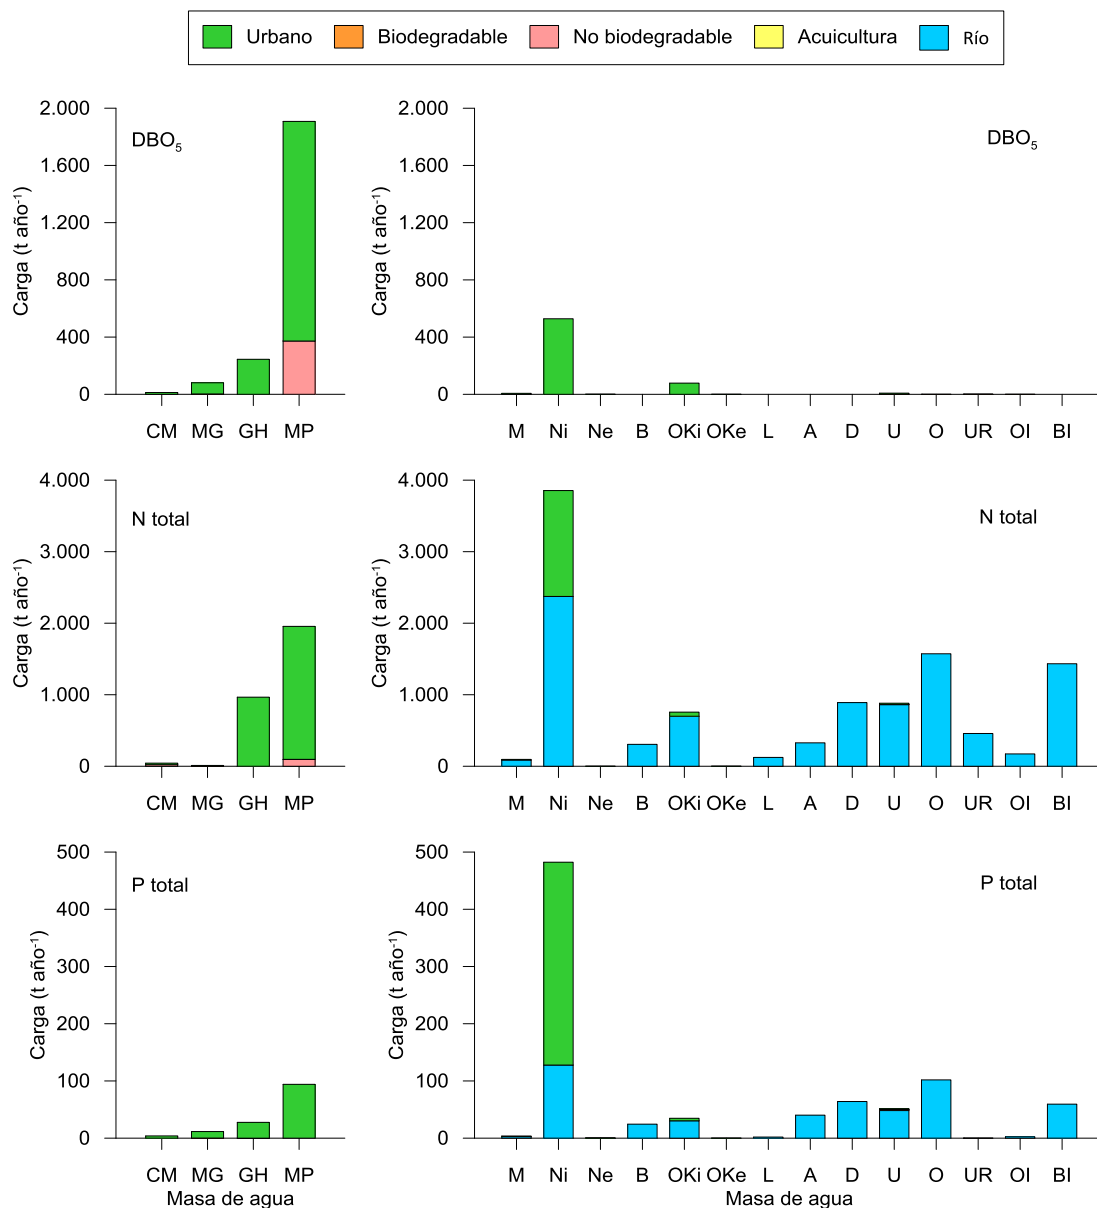 Urbano Biodegradable No biodegradable Acuicultura Río
2.000
1.600
1.200
800
400
0
Carga (t año⁻¹)
DBO₅
CM MG GH MP
2.000
1.600
1.200
800
400
0
Carga (t año⁻¹)
DBO₅
M Ni Ne B OKi OKe L A D U O UR OI BI
4.000
3.000
2.000
1.000
0
Carga (t año⁻¹)
N total
CM MG GH MP
4.000
3.000
2.000
1.000
0
Carga (t año⁻¹)
N total
M Ni Ne B OKi OKe L A D U O UR OI BI
500
400
300
200
100
0
Carga (t año⁻¹)
P total
CM MG GH MP
Masa de agua
500
400
300
200
100
0
Carga (t año⁻¹)
P total
M Ni Ne B OKi OKe L A D U O UR OI BI
Masa de agua